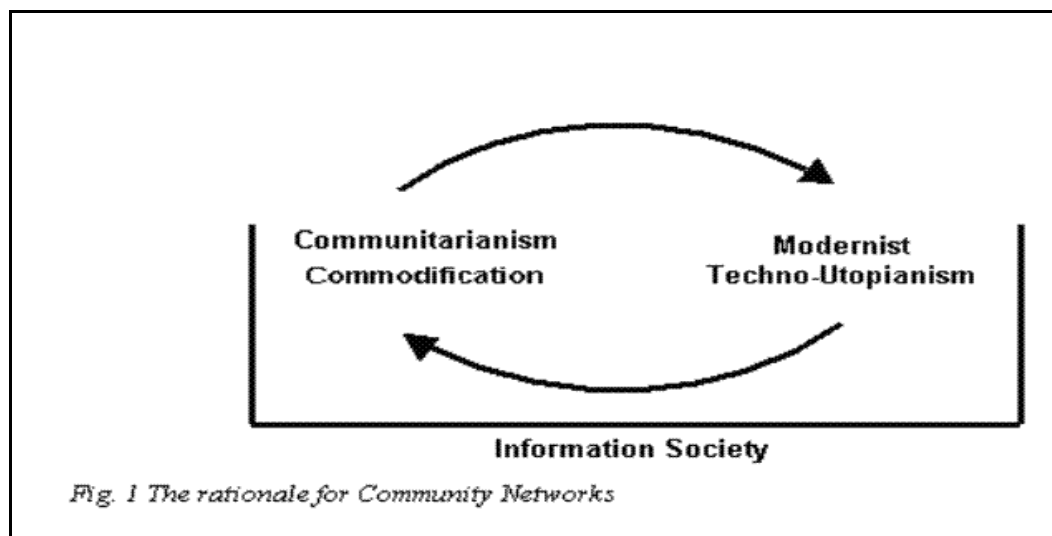 Communitarianism
Commodification
Modernist
Techno-Utopianism
Information Society
Fig. 1 The rationale for Community Networks